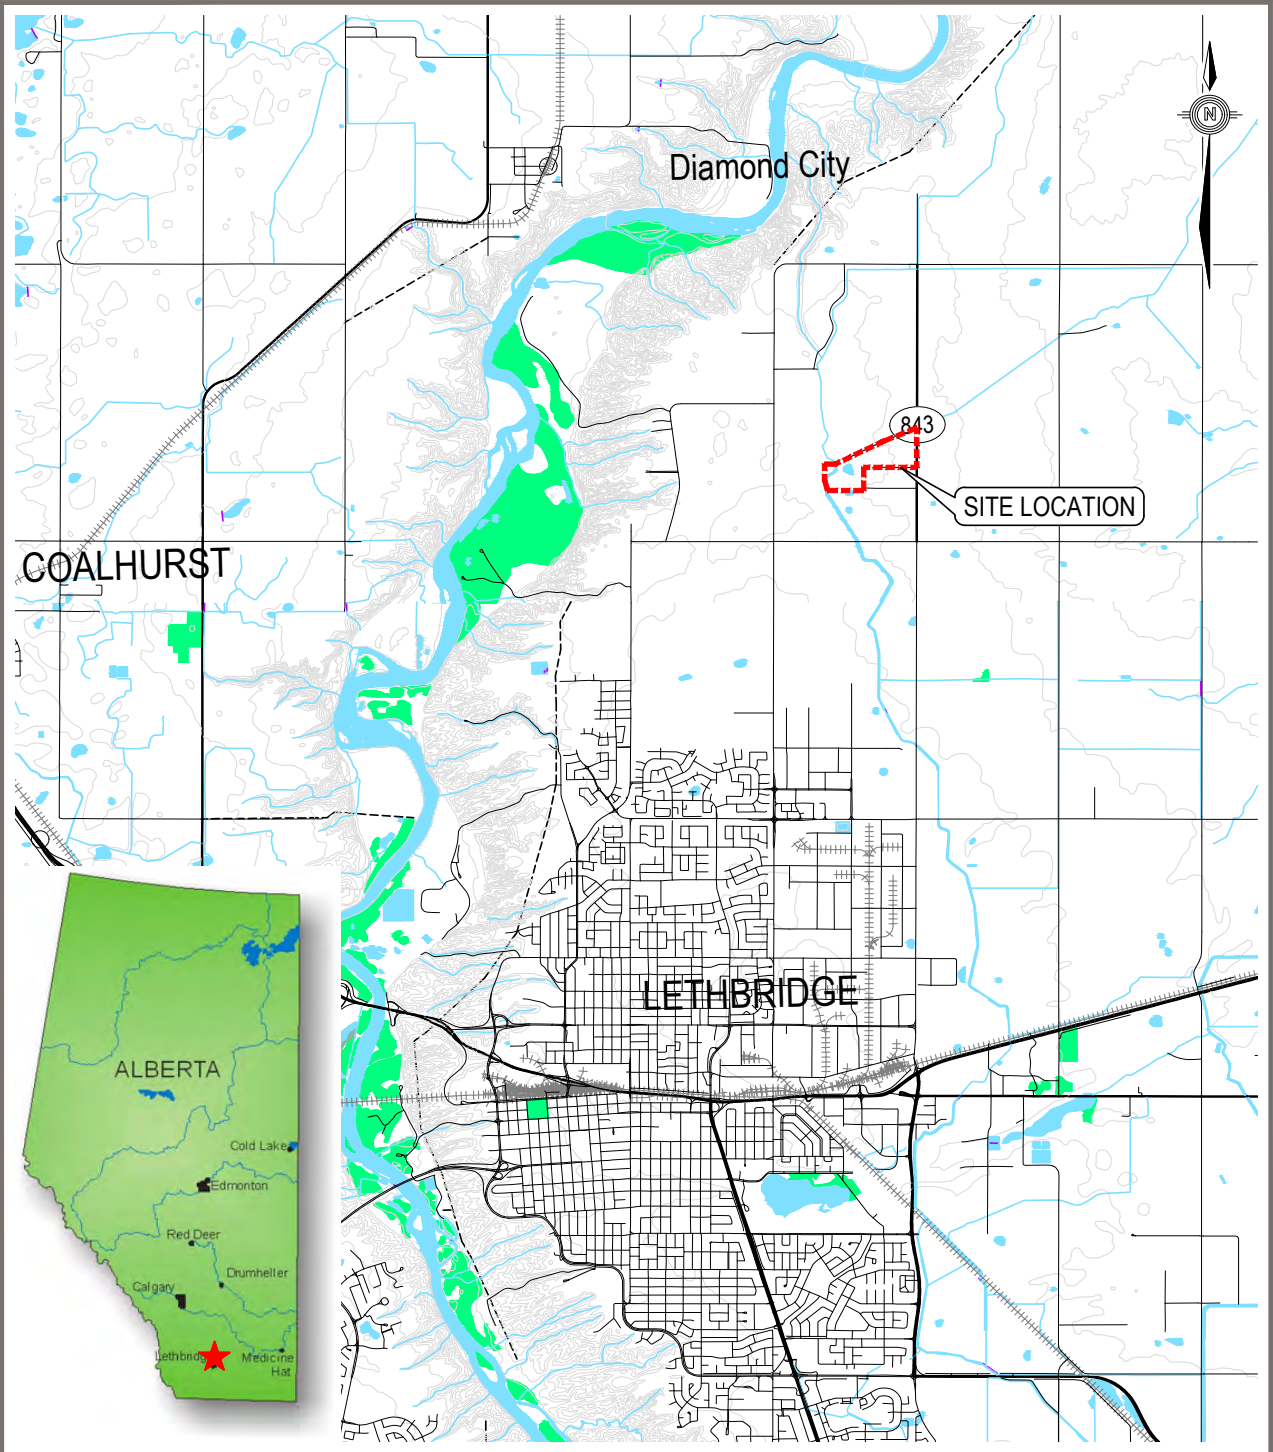 N
Diamond City
843
SITE LOCATION
COALHURST
LETHBRIDGE
ALBERTA
Cold Lake
Edmonton
Red Deer
Drumheller
Calgary
Lethbridge
Medicine
Hat